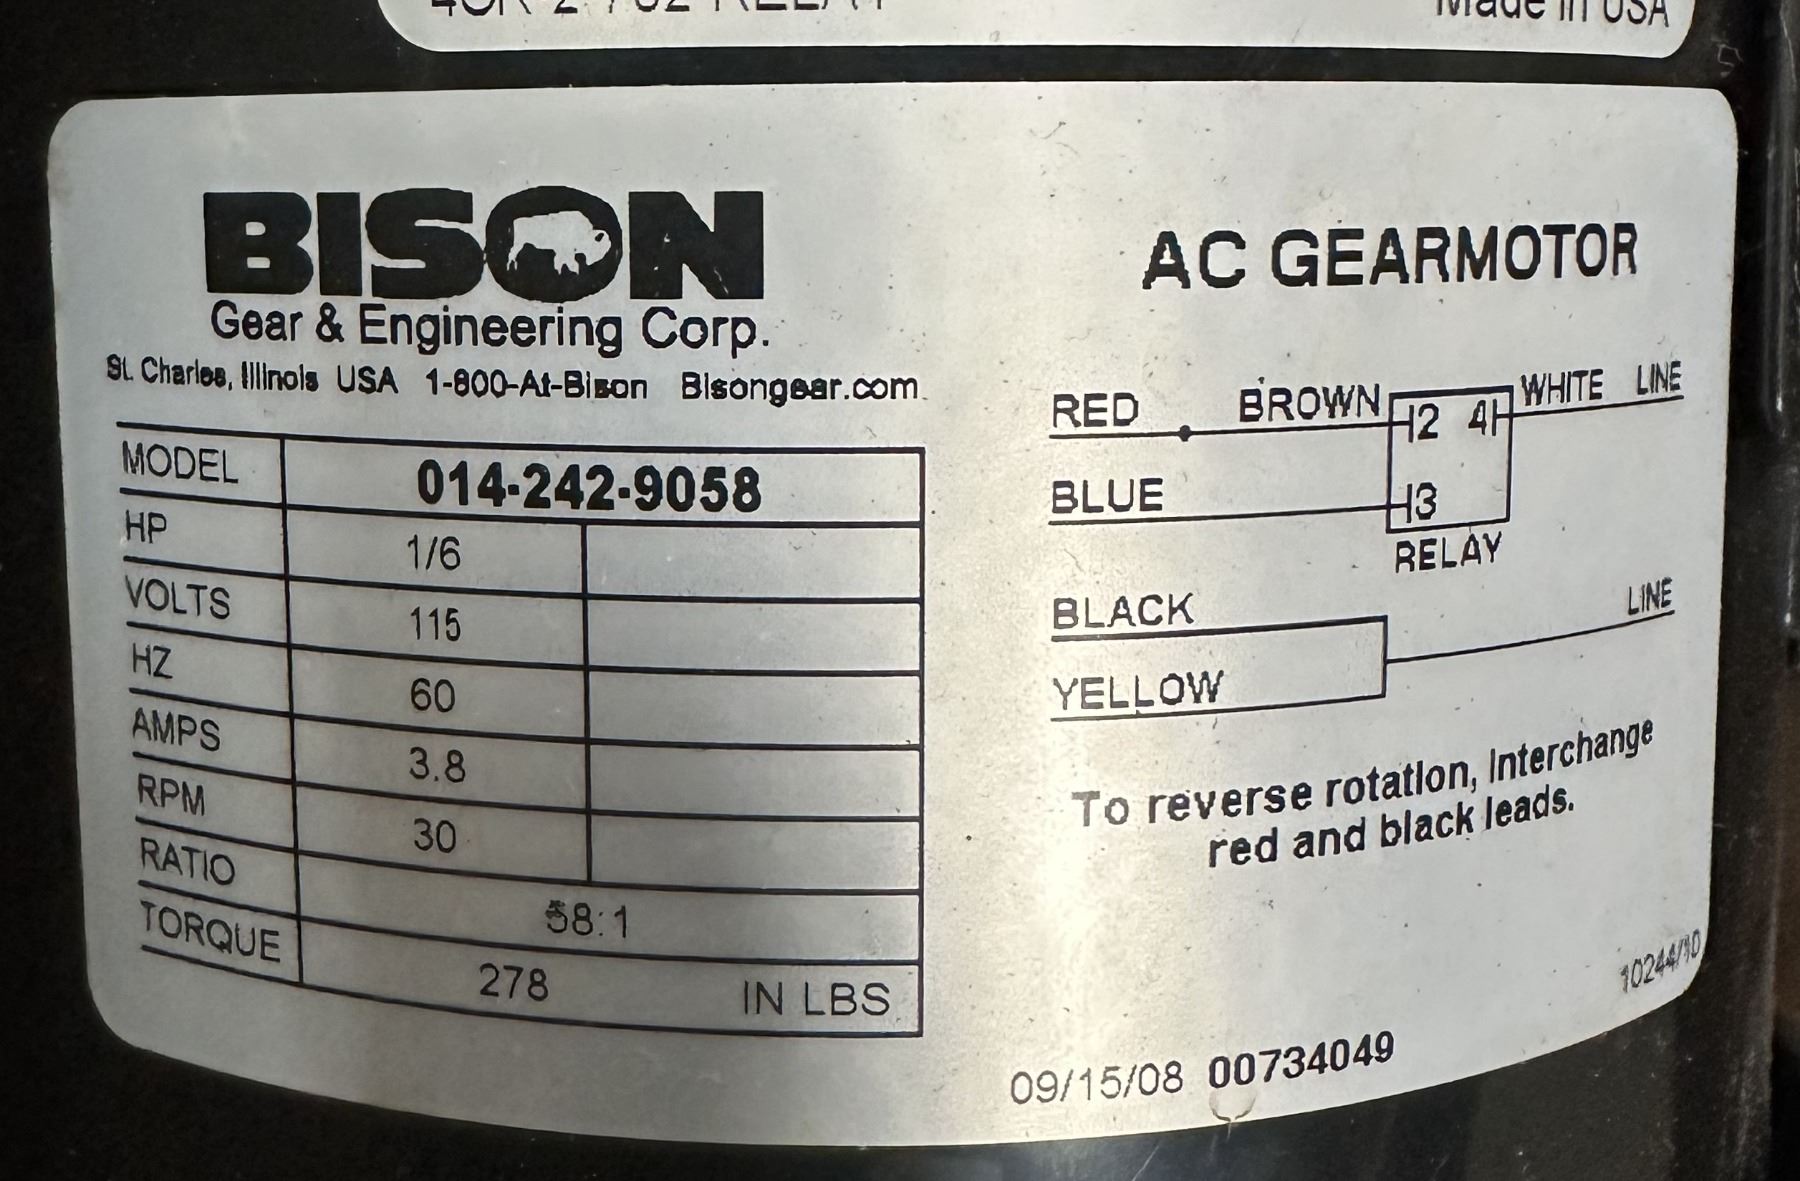 RELAY
Made in USA
BISON
Gear & Engineering Corp.
St. Charles, Illinois USA 1-800-At-Bison Bisongear.com
MODEL 014-242-9058
HP 1/6
VOLTS 115
HZ 60
AMPS 3.8
RPM 30
RATIO 58:1
TORQUE 278 IN LBS
AC GEARMOTOR
RED BROWN 2 4 WHITE LINE
BLUE 3
RELAY
BLACK LINE
YELLOW
To reverse rotation, interchange
red and black leads.
10244/10
09/15/08 00734049